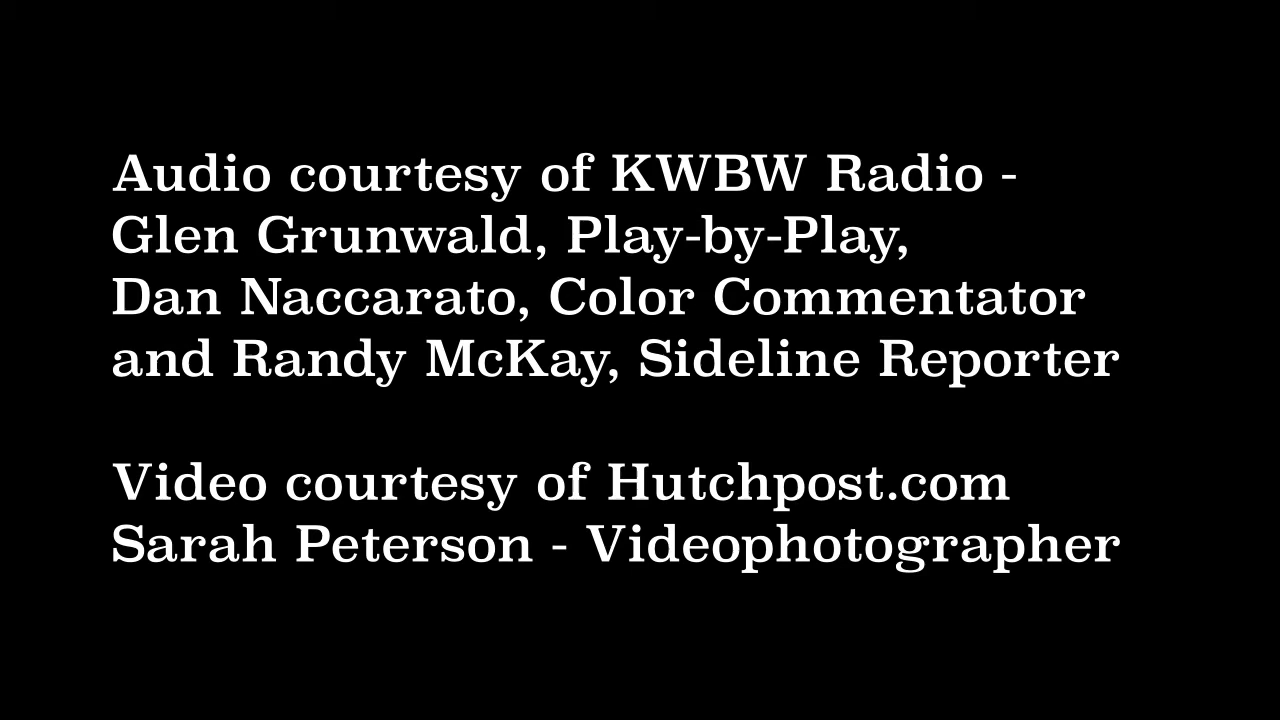 Audio courtesy of KWBW Radio -
Glen Grunwald, Play-by-Play,
Dan Naccarato, Color Commentator
and Randy McKay, Sideline Reporter
Video courtesy of Hutchpost.com
Sarah Peterson - Videophotographer